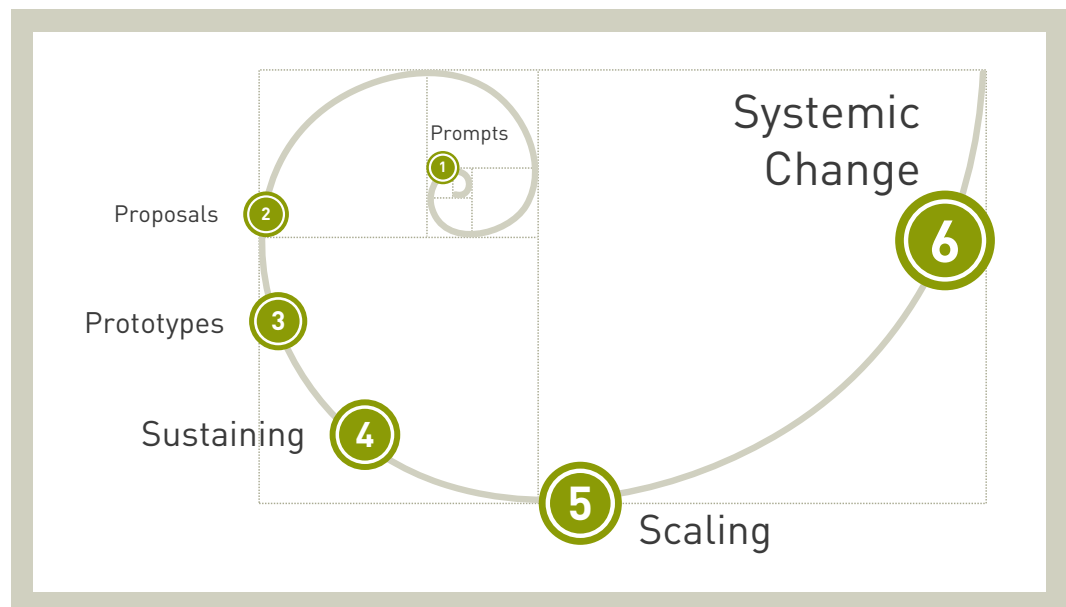 Prompts
1
Proposals
2
Prototypes
3
Sustaining
4
5
Scaling
Systemic
Change
6